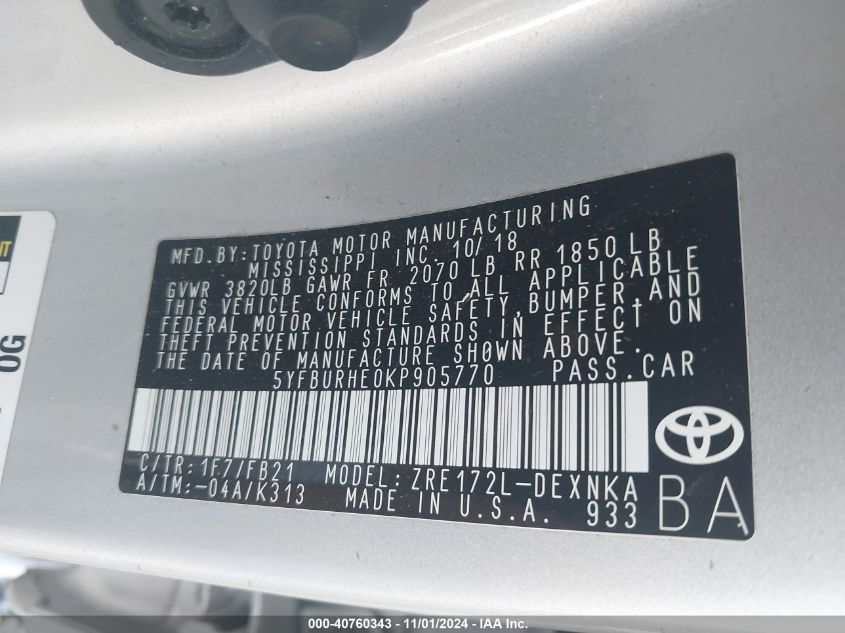 MFD. BY: TOYOTA MOTOR MANUFACTURING
MISSISSIPPI INC. 10/ 18
GVWR 3820LB GAWR FR 2070 LB RR 1850 LB
THIS VEHICLE CONFORMS TO ALL APPLICABLE
FEDERAL MOTOR VEHICLE SAFETY, BUMPER, AND
THEFT PREVENTION STANDARDS IN EFFECT ON
THE DATE OF MANUFACTURE SHOWN ABOVE.
5YFBURHE0KP905770 PASS. CAR
C/TR: 1F7/FB21 MODEL: ZRE172L-DEXNKA
A/TM:-04A/K313 MADE IN U.S.A. 933 BA
OG
000-40760343 - 11/01/2024 - IAA Inc.